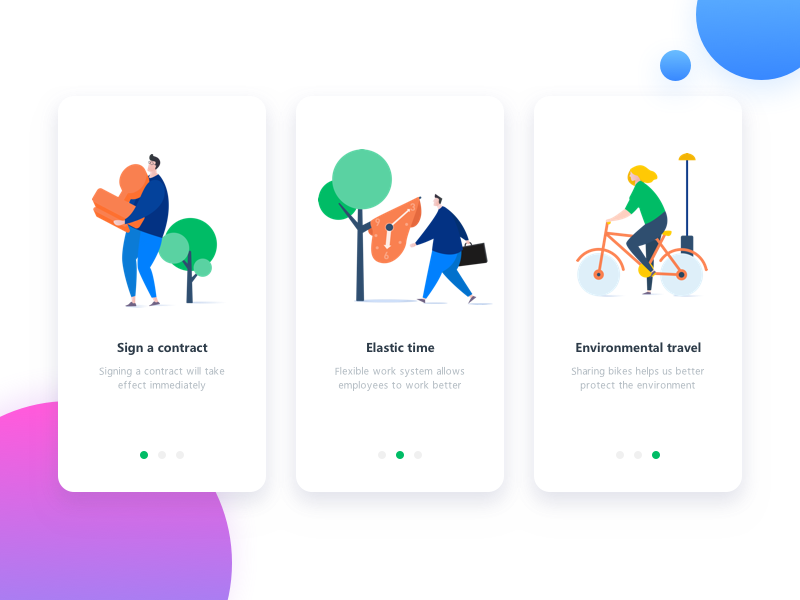 Sign a contract
Signing a contract will take
effect immediately
Elastic time
Flexible work system allows
employees to work better
Environmental travel
Sharing bikes helps us better
protect the environment